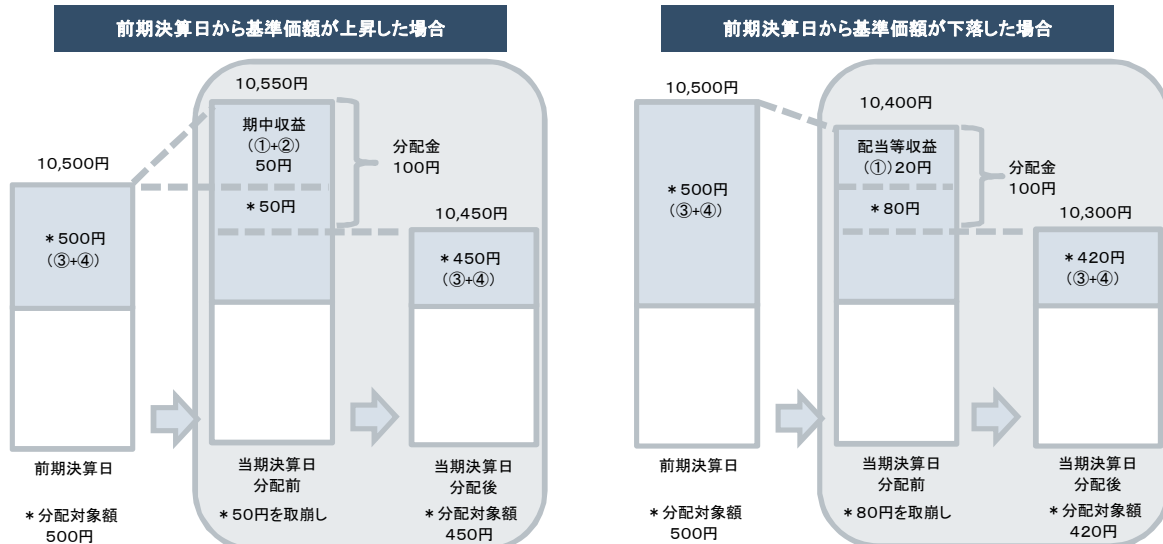 前期決算日から基準価額が上昇した場合
10,500円
*500円
(③+④)
前期決算日
*分配対象額
500円
10,550円
期中収益
(①+②)
50円
*50円
分配金
100円
当期決算日
分配前
*50円を取崩し
10,450円
*450円
(③+④)
当期決算日
分配後
*分配対象額
450円
前期決算日から基準価額が下落した場合
10,500円
*500円
(③+④)
前期決算日
*分配対象額
500円
10,400円
配当等収益
(①)20円
*80円
分配金
100円
当期決算日
分配前
*80円を取崩し
10,300円
*420円
(③+④)
当期決算日
分配後
*分配対象額
420円